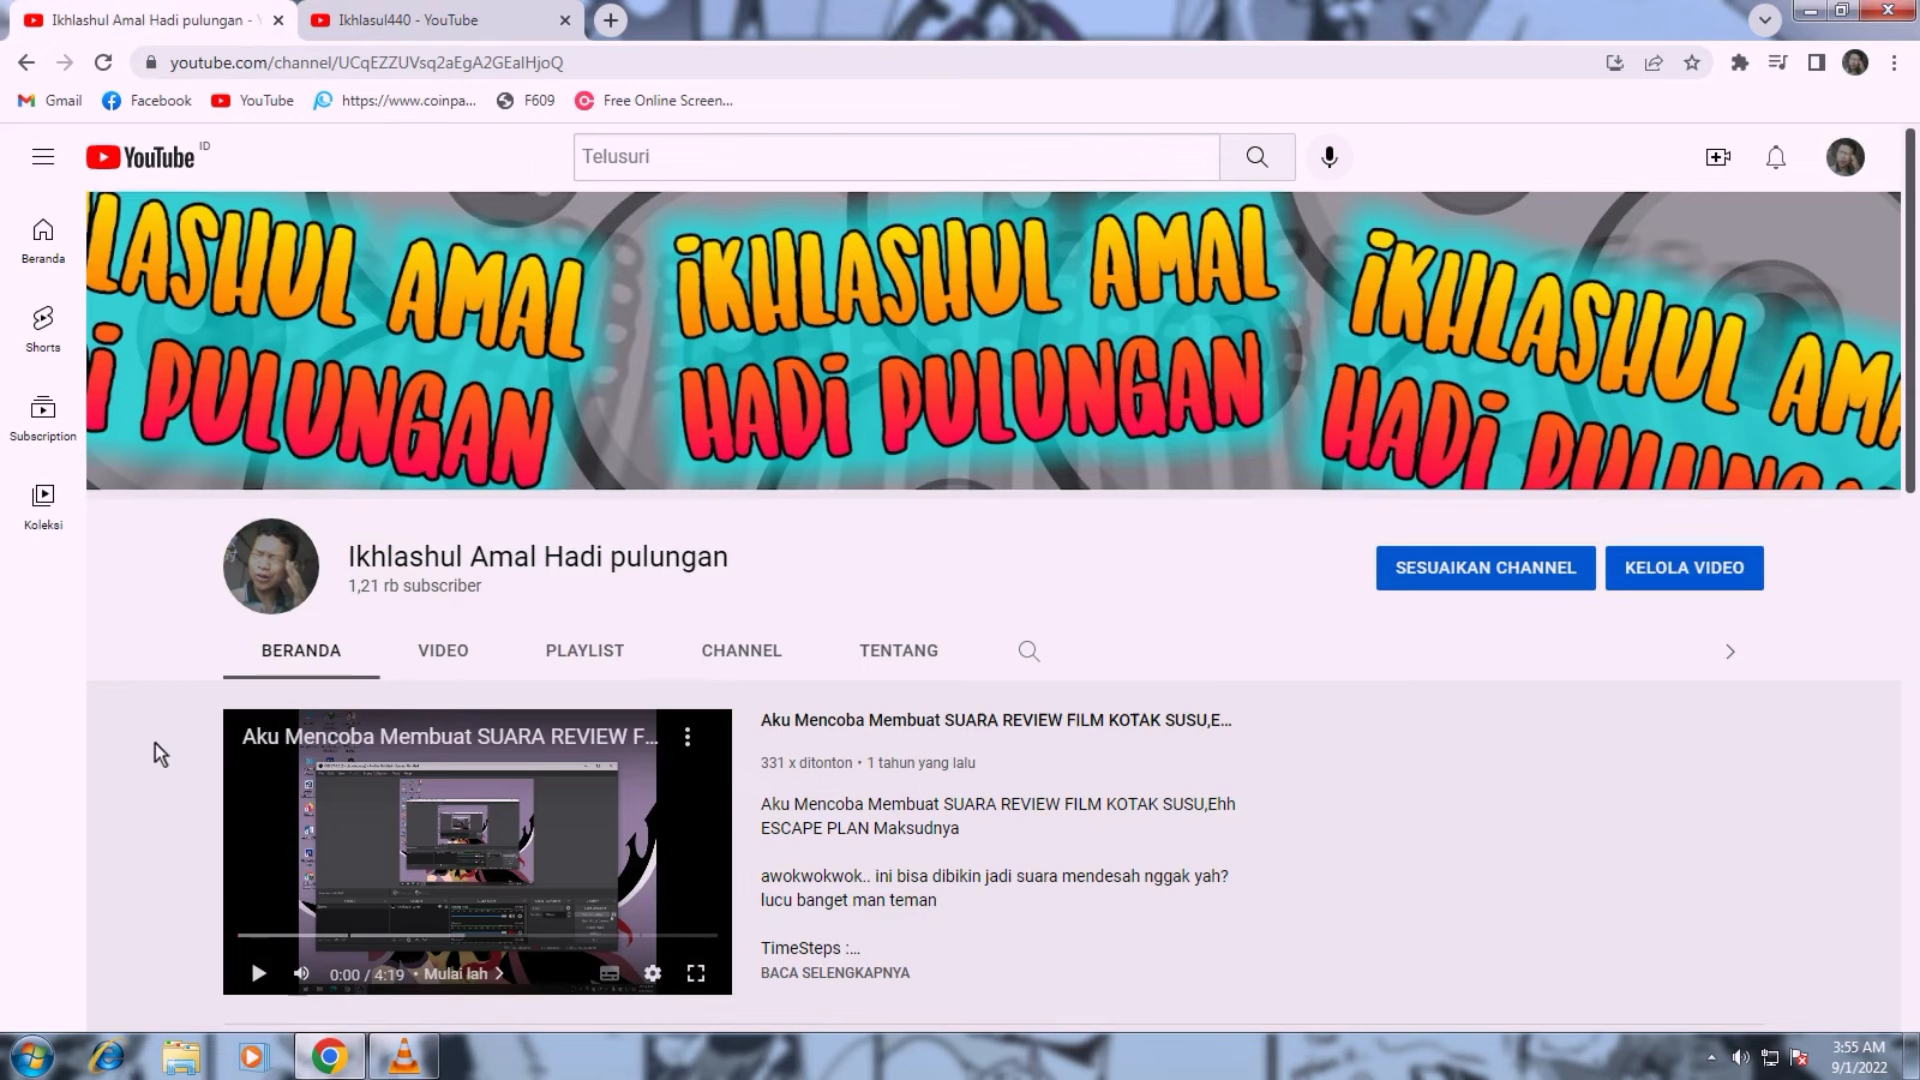 Ikhlashul Amal Hadi pulungan - Y
Ikhlasul440 - YouTube
youtube.com/channel/UCqEZZUVsq2aEgA2GEalHjoQ
Gmail
Facebook
YouTube
https://www.coinpa...
F609
Free Online Screen...
YouTube ID
Telusuri
Beranda
Shorts
Subscription
Koleksi
LASHUL AMAL
i PULUNGAN
iKHLASHUL AMAL
HADi PULUNGAN
iKHLASHUL AMA
HADi PULUNGA
Ikhlashul Amal Hadi pulungan
1,21 rb subscriber
SESUAIKAN CHANNEL
KELOLA VIDEO
BERANDA
VIDEO
PLAYLIST
CHANNEL
TENTANG
Aku Mencoba Membuat SUARA REVIEW F...
0:00 / 4:19 • Mulai lah
Aku Mencoba Membuat SUARA REVIEW FILM KOTAK SUSU,E...
331 x ditonton • 1 tahun yang lalu
Aku Mencoba Membuat SUARA REVIEW FILM KOTAK SUSU,Ehh
ESCAPE PLAN Maksudnya
awokwokwok.. ini bisa dibikin jadi suara mendesah nggak yah?
lucu banget man teman
TimeSteps :...
BACA SELENGKAPNYA
3:55 AM
9/1/2022